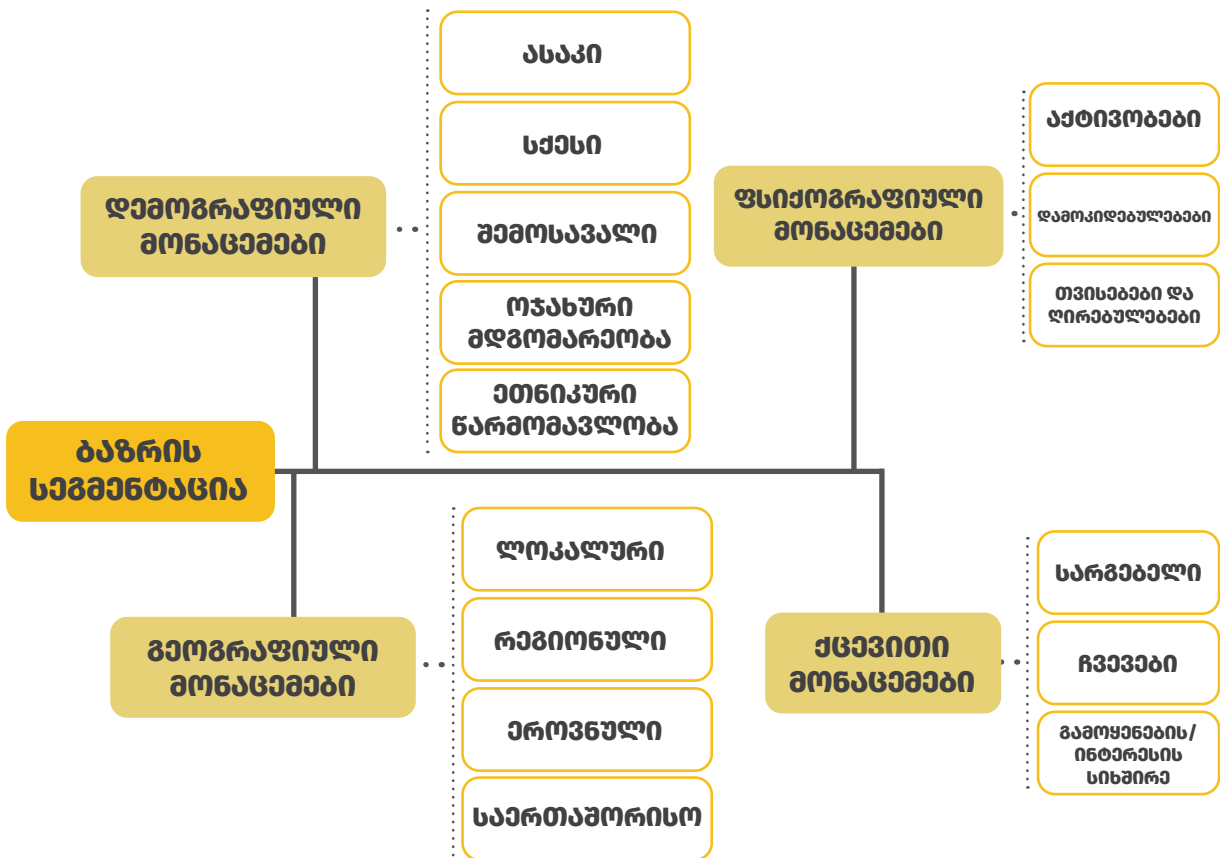 ბაზრის
სეგმენტაცია
დემოგრაფიული
მონაცემები
ასაკი
სქესი
შემოსავალი
ოჯახური
მდგომარეობა
ეთნიკური
წარმომავლობა
ფსიქოგრაფიული
მონაცემები
აქტივობები
დამოკიდებულებები
თვისებები და
ღირებულებები
გეოგრაფიული
მონაცემები
ლოკალური
რეგიონული
ეროვნული
საერთაშორისო
ქცევითი
მონაცემები
სარგებელი
ჩვევები
გამოყენების/
ინტერესის
სიხშირე